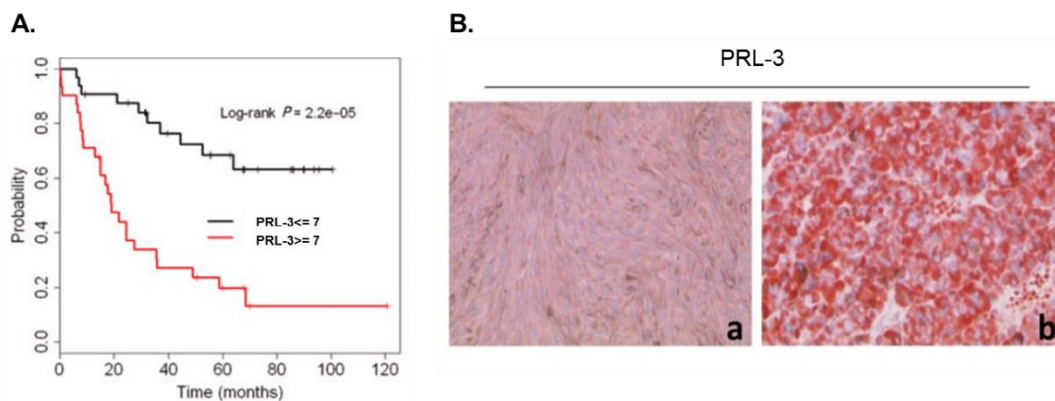 A.
B.
PRL-3
Log-rank P = 2.2e-05
PRL-3<= 7
PRL-3>= 7
Probability
0.0
0.2
0.4
0.6
0.8
1.0
0 20 40 60 80 100 120
Time (months)
a
b